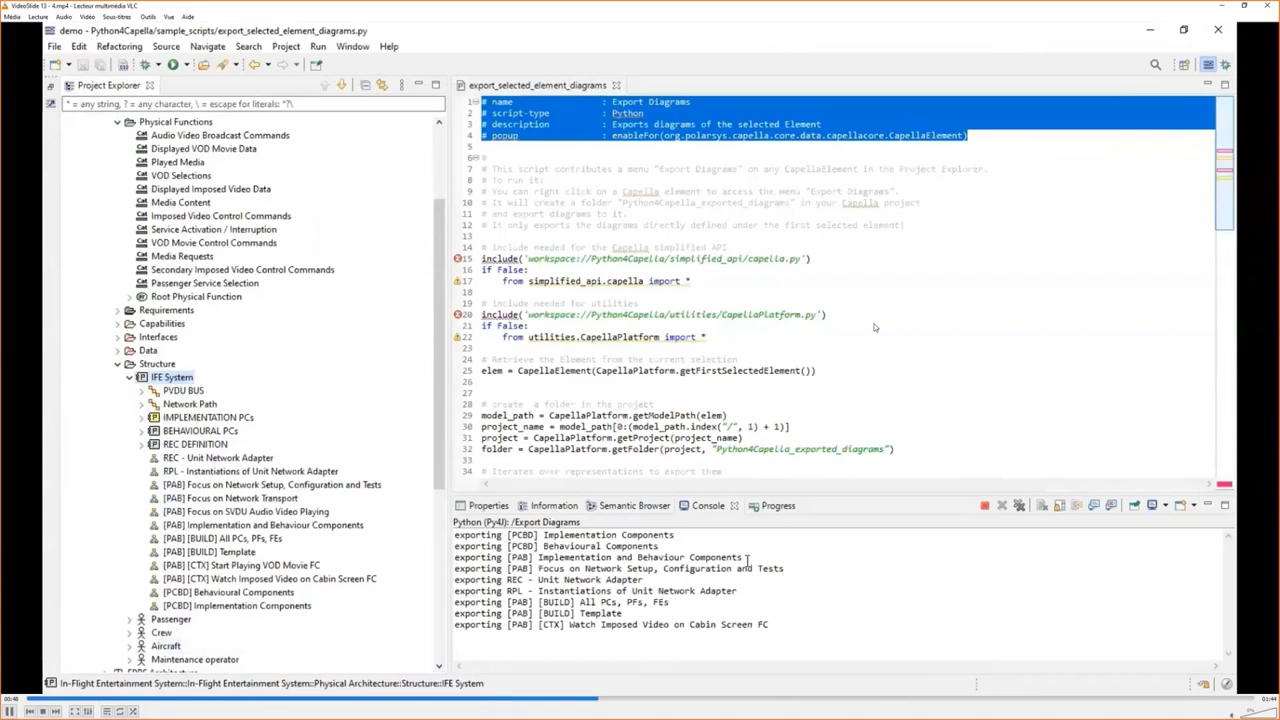 VideoSlide 13 - 4.mp4 - Lecteur multimédia VLC
Média Lecture Audio Vidéo Sous-titres Outils Vue Aide
demo - Python4Capella/sample_scripts/export_selected_element_diagrams.py
File Edit Refactoring Source Navigate Search Project Run Window Help
Project Explorer
* = any string, ? = any character, \ = escape for literals: *?\
Physical Functions
Audio Video Broadcast Commands
Displayed VOD Movie Data
Played Media
VOD Selections
Displayed Imposed Video Data
Media Content
Imposed Video Control Commands
Service Activation / Interruption
VOD Movie Control Commands
Media Requests
Secondary Imposed Video Control Commands
Passenger Service Selection
Root Physical Function
Requirements
Capabilities
Interfaces
Data
Structure
IFE System
PVDU BUS
Network Path
IMPLEMENTATION PCs
BEHAVIOURAL PCs
REC DEFINITION
REC - Unit Network Adapter
RPL - Instantiations of Unit Network Adapter
[PAB] Focus on Network Setup, Configuration and Tests
[PAB] Focus on Network Transport
[PAB] Focus on SVDU Audio Video Playing
[PAB] Implementation and Behaviour Components
[PAB] [BUILD] All PCs, PFs, FEs
[PAB] [BUILD] Template
[PAB] [CTX] Start Playing VOD Movie FC
[PAB] [CTX] Watch Imposed Video on Cabin Screen FC
[PCBD] Behavioural Components
[PCBD] Implementation Components
Passenger
Crew
Aircraft
Maintenance operator
export_selected_element_diagrams.py
1 # name : Export Diagrams
2 # script-type : Python
3 # description : Exports diagrams of the selected Element
4 # popup : enableFor(org.polarsys.capella.core.data.capellacore.CapellaElement)
5
6 #
7 # This script contributes a menu "Export Diagrams" on any CapellaElement in the Project Explorer.
8 # To run it:
9 # You can right click on a Capella element to access the menu "Export Diagrams".
10 # It will create a folder "Python4Capella_exported_diagrams" in your Capella project
11 # and export diagrams to it.
12 # It only exports the diagrams directly defined under the first selected element!
13
14 # include needed for the Capella simplified API
15 include('workspace://Python4Capella/simplified_api/capella.py')
16 if False:
17 from simplified_api.capella import *
18
19 # include needed for utilities
20 include('workspace://Python4Capella/utilities/CapellaPlatform.py')
21 if False:
22 from utilities.CapellaPlatform import *
23
24 # Retrieve the Element from the current selection
25 elem = CapellaElement(CapellaPlatform.getFirstSelectedElement())
26
27
28 # create a folder in the project
29 model_path = CapellaPlatform.getModelPath(elem)
30 project_name = model_path[0:(model_path.index("/", 1) + 1)]
31 project = CapellaPlatform.getProject(project_name)
32 folder = CapellaPlatform.getFolder(project, "Python4Capella_exported_diagrams")
33
34 # Iterates over representations to export them
Properties Information Semantic Browser Console Progress
Python (Py4J): /Export Diagrams
exporting [PCBD] Implementation Components
exporting [PCBD] Behavioural Components
exporting [PAB] Implementation and Behaviour Components
exporting [PAB] Focus on Network Setup, Configuration and Tests
exporting REC - Unit Network Adapter
exporting RPL - Instantiations of Unit Network Adapter
exporting [PAB] [BUILD] All PCs, PFs, FEs
exporting [PAB] [BUILD] Template
exporting [PAB] [CTX] Watch Imposed Video on Cabin Screen FC
In-Flight Entertainment System::In-Flight Entertainment System::Physical Architecture::Structure::IFE System
00:48
01:44